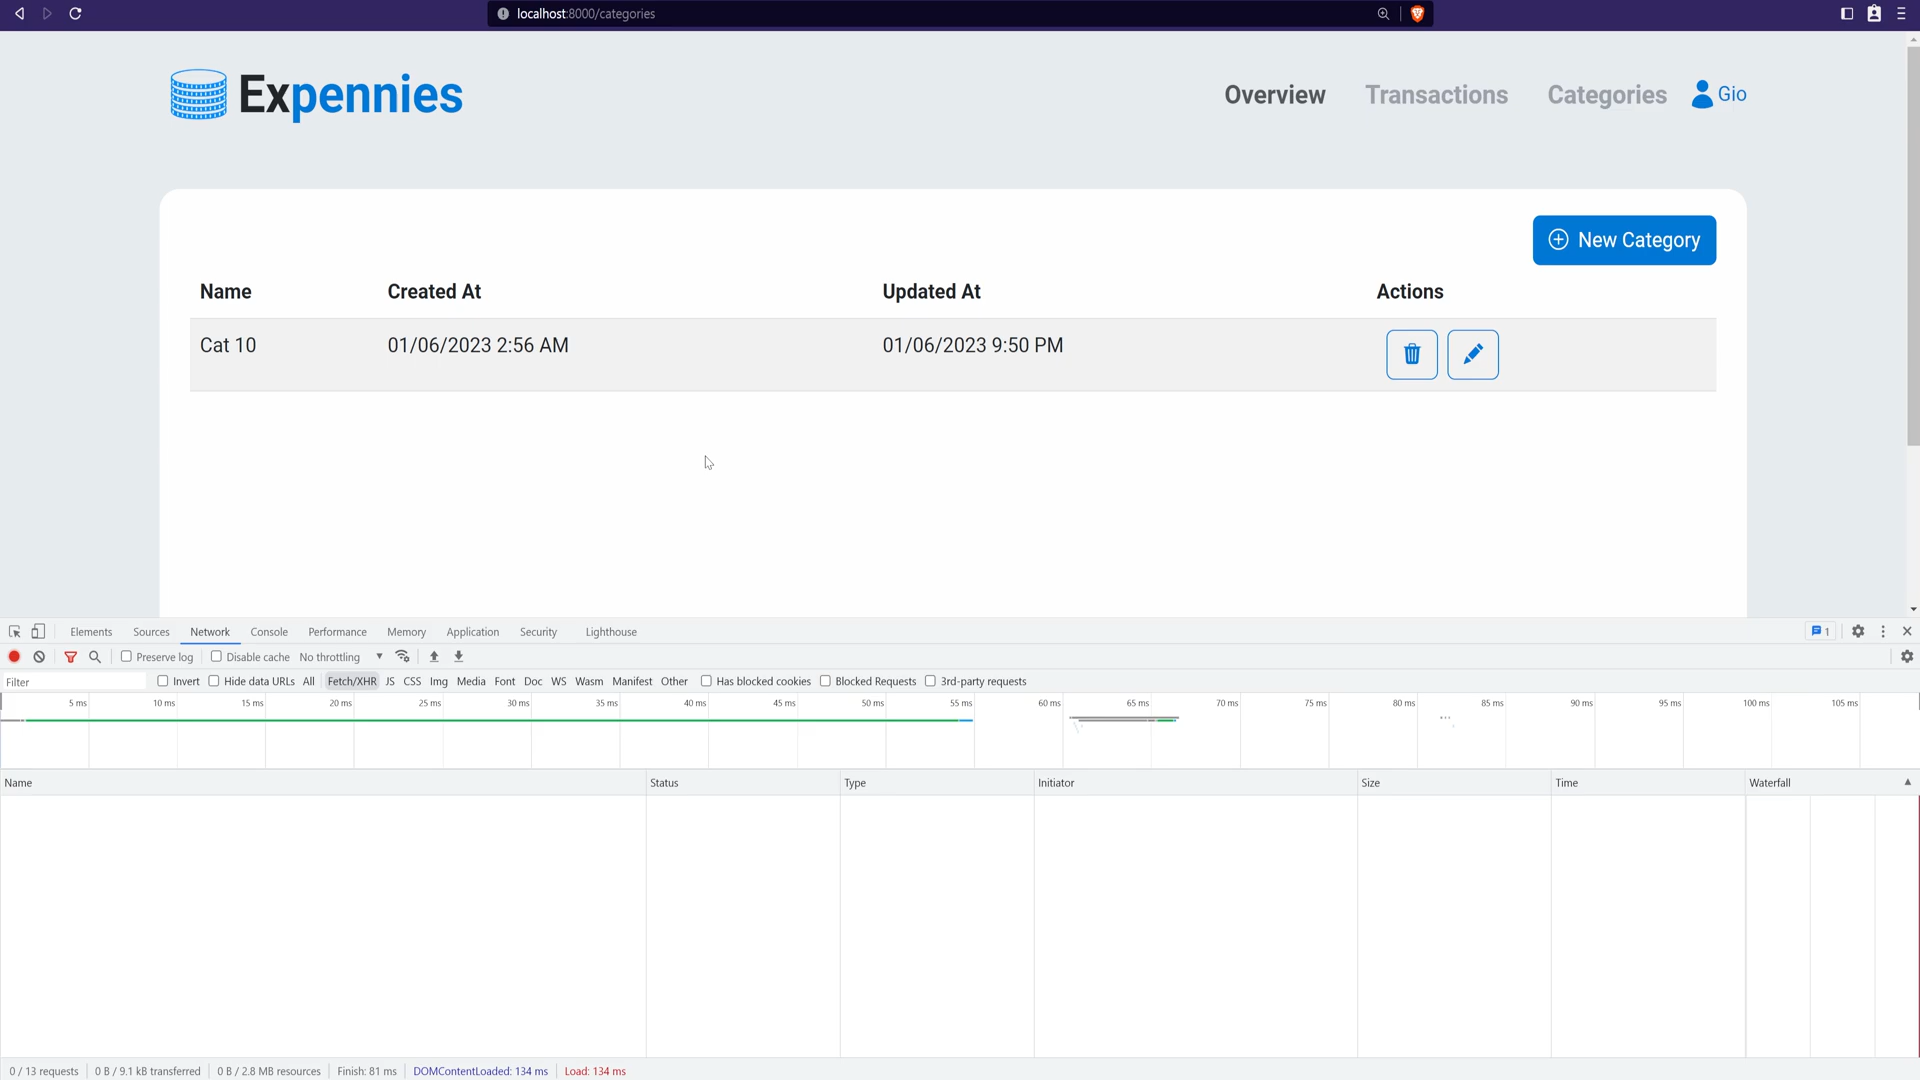 localhost:8000/categories
Expennies
Overview Transactions Categories Gio
New Category
Name Created At Updated At Actions
Cat 10 01/06/2023 2:56 AM 01/06/2023 9:50 PM
Elements Sources Network Console Performance Memory Application Security Lighthouse 1
Preserve log Disable cache No throttling
Filter Invert Hide data URLs All Fetch/XHR JS CSS Img Media Font Doc WS Wasm Manifest Other Has blocked cookies Blocked Requests 3rd-party requests
5 ms 10 ms 15 ms 20 ms 25 ms 30 ms 35 ms 40 ms 45 ms 50 ms 55 ms 60 ms 65 ms 70 ms 75 ms 80 ms 85 ms 90 ms 95 ms 100 ms 105 ms
Name Status Type Initiator Size Time Waterfall
0 / 13 requests 0 B / 9.1 kB transferred 0 B / 2.8 MB resources Finish: 81 ms DOMContentLoaded: 134 ms Load: 134 ms